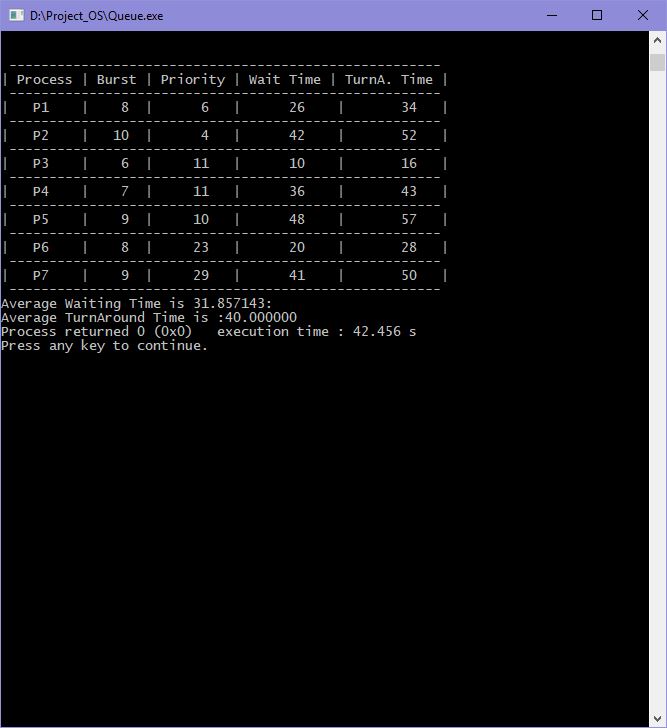 D:\Project_OS\Queue.exe
------------------------------------------------------
| Process | Burst | Priority | Wait Time | TurnA. Time |
------------------------------------------------------
|   P1    |    8  |      6   |      26    |       34   |
------------------------------------------------------
|   P2    |   10  |      4   |      42    |       52   |
------------------------------------------------------
|   P3    |    6  |     11   |      10    |       16   |
------------------------------------------------------
|   P4    |    7  |     11   |      36    |       43   |
------------------------------------------------------
|   P5    |    9  |     10   |      48    |       57   |
------------------------------------------------------
|   P6    |    8  |     23   |      20    |       28   |
------------------------------------------------------
|   P7    |    9  |     29   |      41    |       50   |
------------------------------------------------------
Average Waiting Time is 31.857143:
Average TurnAround Time is :40.000000
Process returned 0 (0x0)   execution time : 42.456 s
Press any key to continue.